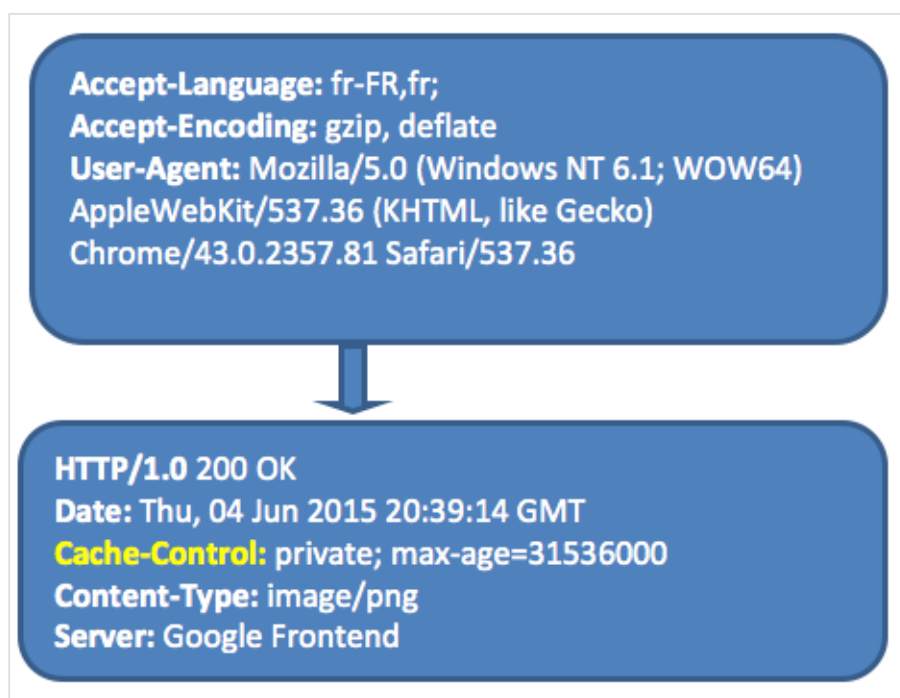 Accept-Language: fr-FR,fr;
Accept-Encoding: gzip, deflate
User-Agent: Mozilla/5.0 (Windows NT 6.1; WOW64)
AppleWebKit/537.36 (KHTML, like Gecko)
Chrome/43.0.2357.81 Safari/537.36
HTTP/1.0 200 OK
Date: Thu, 04 Jun 2015 20:39:14 GMT
Cache-Control: private; max-age=31536000
Content-Type: image/png
Server: Google Frontend